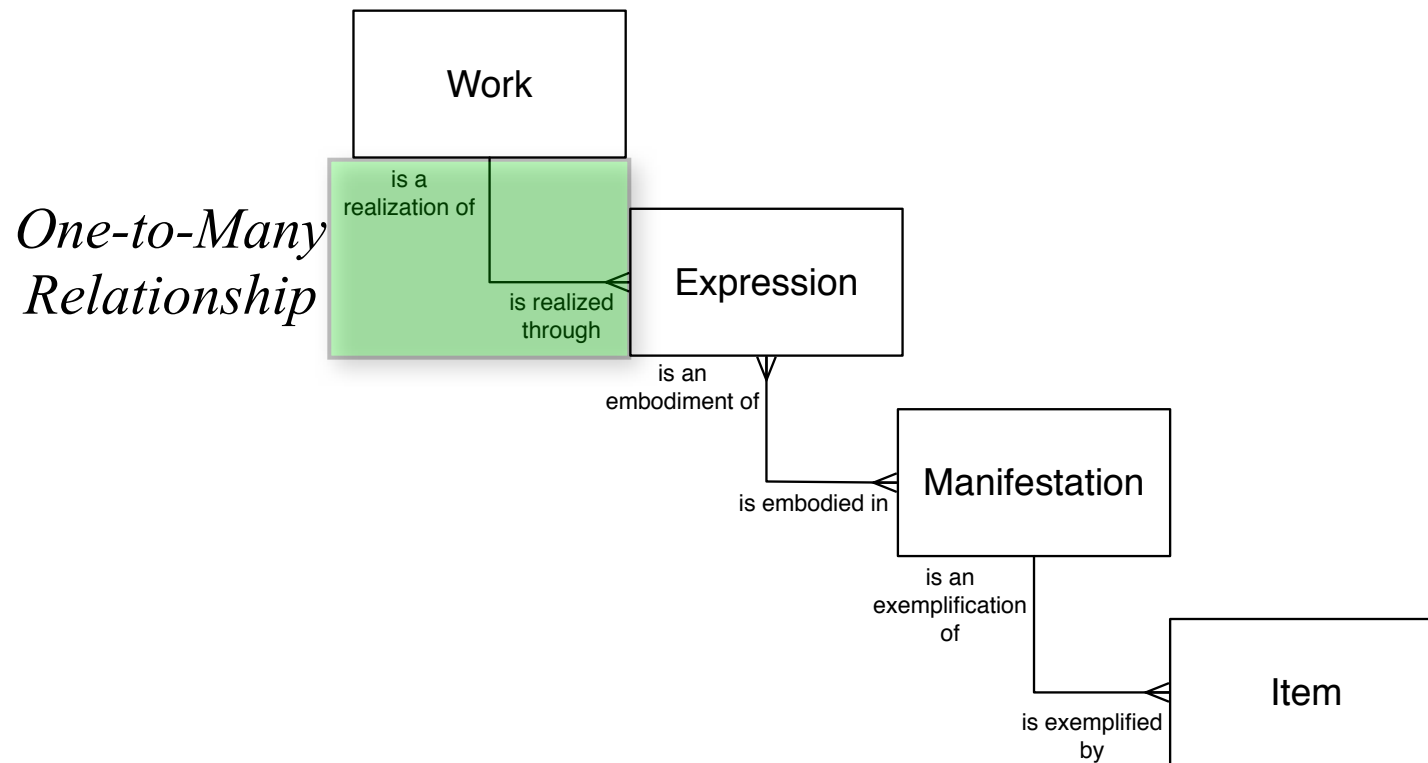 Work
is a
realization of
One-to-Many
Relationship
is realized
through
Expression
is an
embodiment of
is embodied in
Manifestation
is an
exemplification
of
is exemplified
by
Item